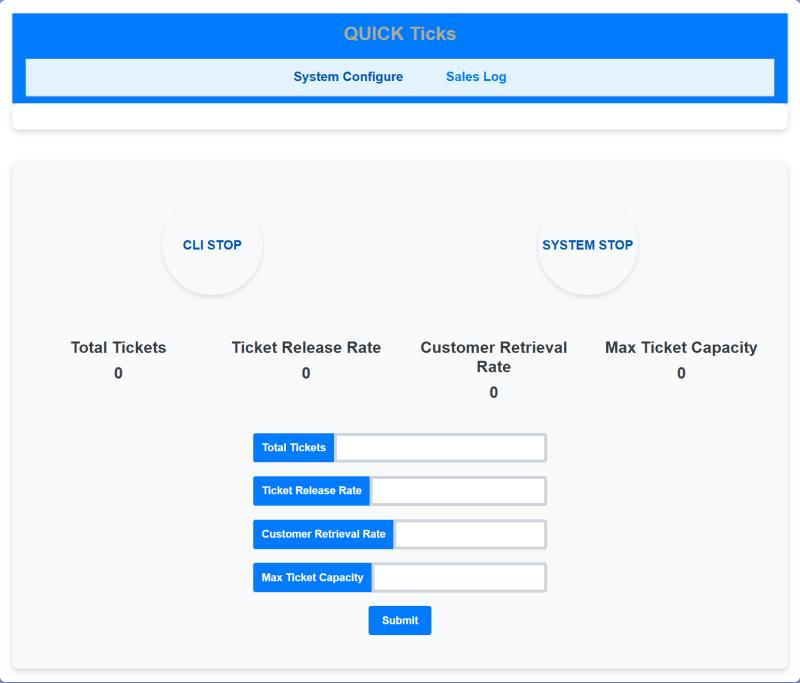 QUICK Ticks
System Configure Sales Log
CLI STOP SYSTEM STOP
Total Tickets Ticket Release Rate Customer Retrieval Rate Max Ticket Capacity
0 0 0 0
Total Tickets
Ticket Release Rate
Customer Retrieval Rate
Max Ticket Capacity
Submit